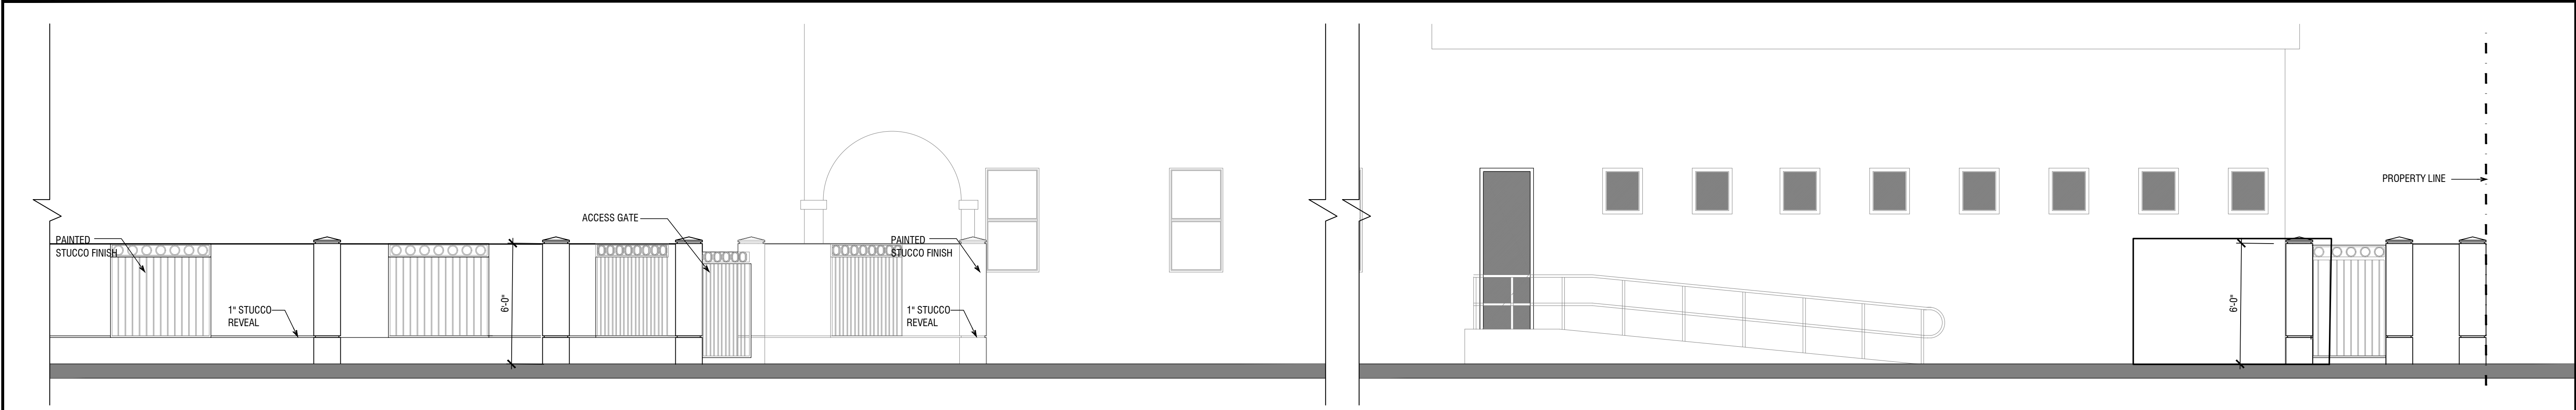 PAINTED
STUCCO FINISH
1" STUCCO
REVEAL
6'-0"
ACCESS GATE
PAINTED
STUCCO FINISH
1" STUCCO
REVEAL
6'-0"
PROPERTY LINE